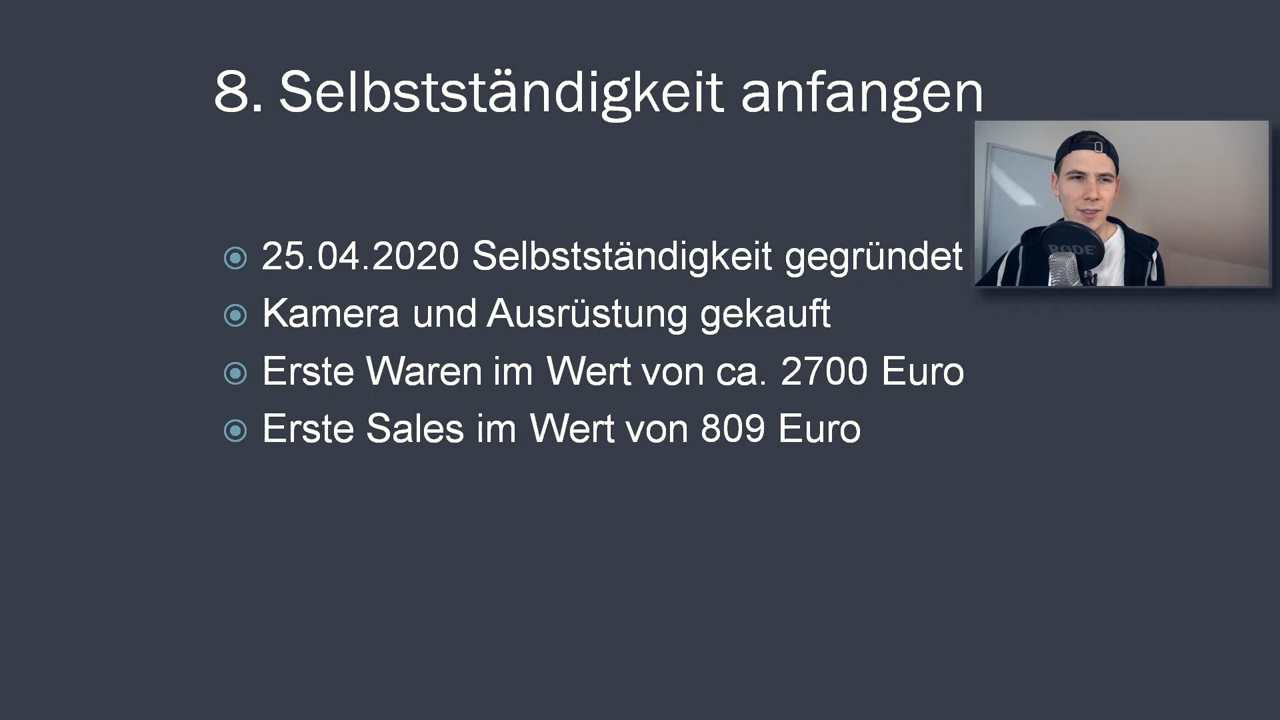 8. Selbstständigkeit anfangen
25.04.2020 Selbstständigkeit gegründet
Kamera und Ausrüstung gekauft
Erste Waren im Wert von ca. 2700 Euro
Erste Sales im Wert von 809 Euro
RØDE